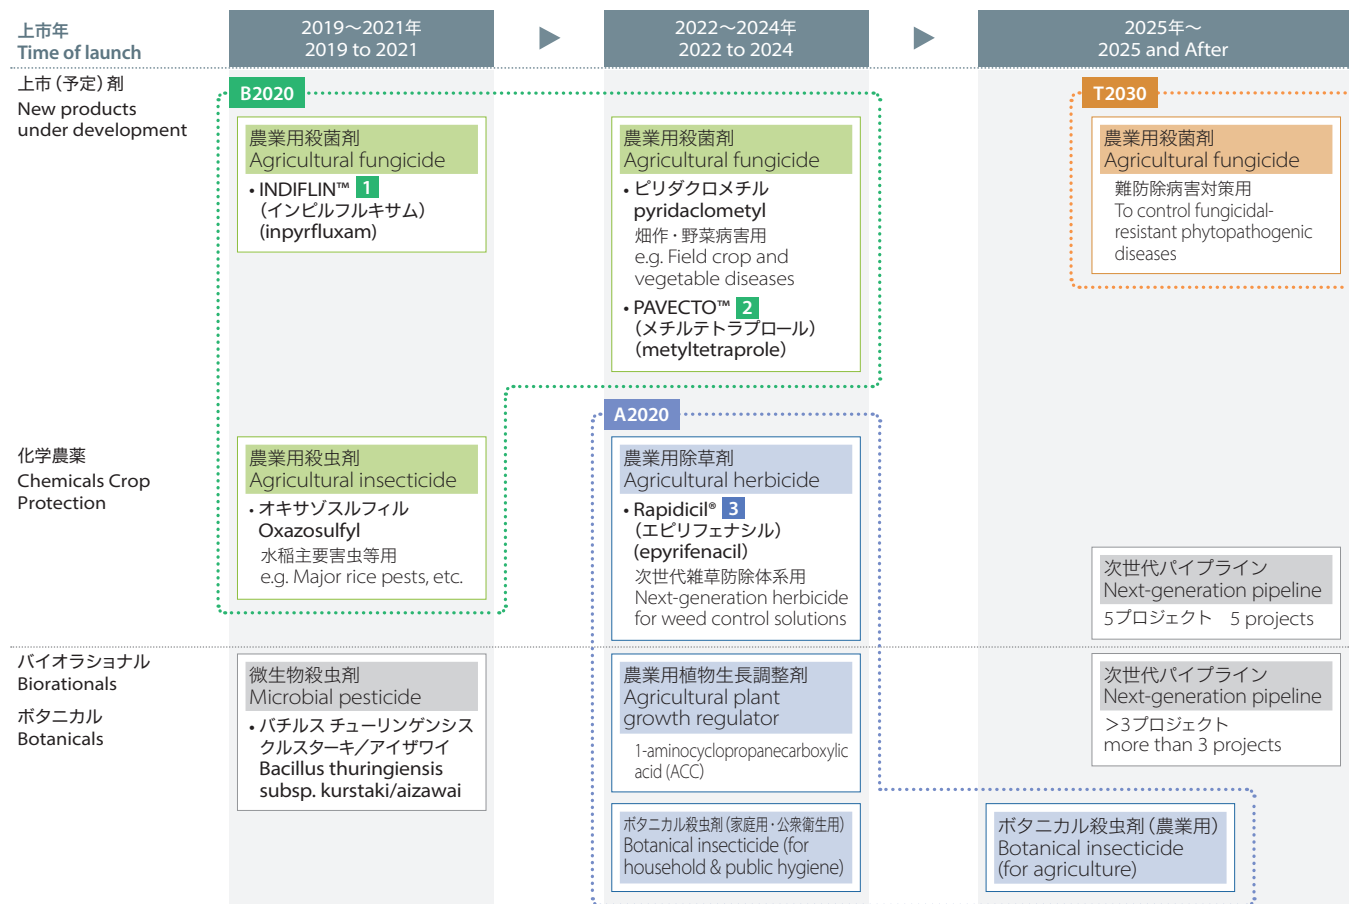 上市年
Time of launch
2019～2021年
2019 to 2021
2022～2024年
2022 to 2024
2025年～
2025 and After
上市（予定）剤
New products
under development
B2020
農業用殺菌剤
Agricultural fungicide
• INDIFLIN™ 1
（インピルフルキサム）
(inpyrfluxam)
農業用殺菌剤
Agricultural fungicide
• ピリダクロメチル
pyridaclometyl
畑作・野菜病害用
e.g. Field crop and
vegetable diseases
• PAVECTO™ 2
（メチルテトラプロール）
(metyltetraprole)
T2030
農業用殺菌剤
Agricultural fungicide
難防除病害対策用
To control fungicidal-
resistant phytopathogenic
diseases
化学農薬
Chemicals Crop
Protection
農業用殺虫剤
Agricultural insecticide
• オキサゾスルフィル
Oxazosulfyl
水稲主要害虫等用
e.g. Major rice pests, etc.
A2020
農業用除草剤
Agricultural herbicide
• Rapidicil® 3
（エピリフェナシル）
(epyrifenacil)
次世代雑草防除体系用
Next-generation herbicide
for weed control solutions
次世代パイプライン
Next-generation pipeline
5プロジェクト 5 projects
バイオラショナル
Biorationals
ボタニカル
Botanicals
微生物殺虫剤
Microbial pesticide
• バチルス チューリンゲンシス
クルスターキ／アイザワイ
Bacillus thuringiensis
subsp. kurstaki/aizawai
農業用植物生長調整剤
Agricultural plant
growth regulator
1-aminocyclopropanecarboxylic
acid (ACC)
次世代パイプライン
Next-generation pipeline
＞3プロジェクト
more than 3 projects
ボタニカル殺虫剤（家庭用・公衆衛生用）
Botanical insecticide (for
household & public hygiene)
ボタニカル殺虫剤（農業用）
Botanical insecticide
(for agriculture)